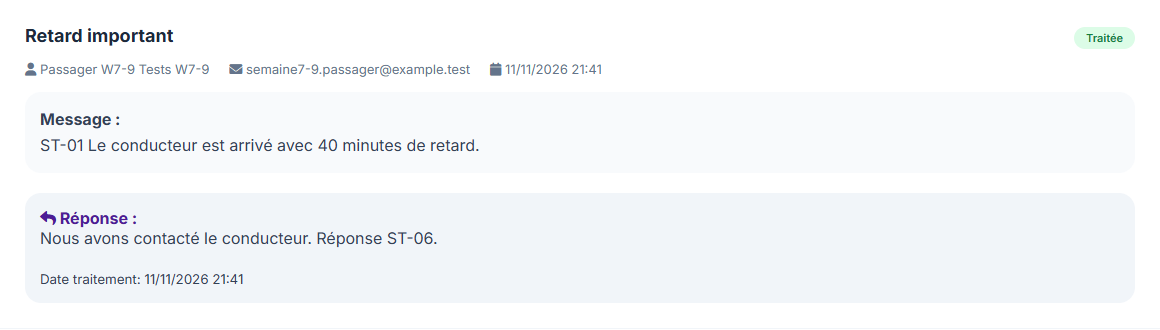 Retard important
Traitée
Passager W7-9 Tests W7-9 semaine7-9.passager@example.test 11/11/2026 21:41
Message :
ST-01 Le conducteur est arrivé avec 40 minutes de retard.
Réponse :
Nous avons contacté le conducteur. Réponse ST-06.
Date traitement: 11/11/2026 21:41